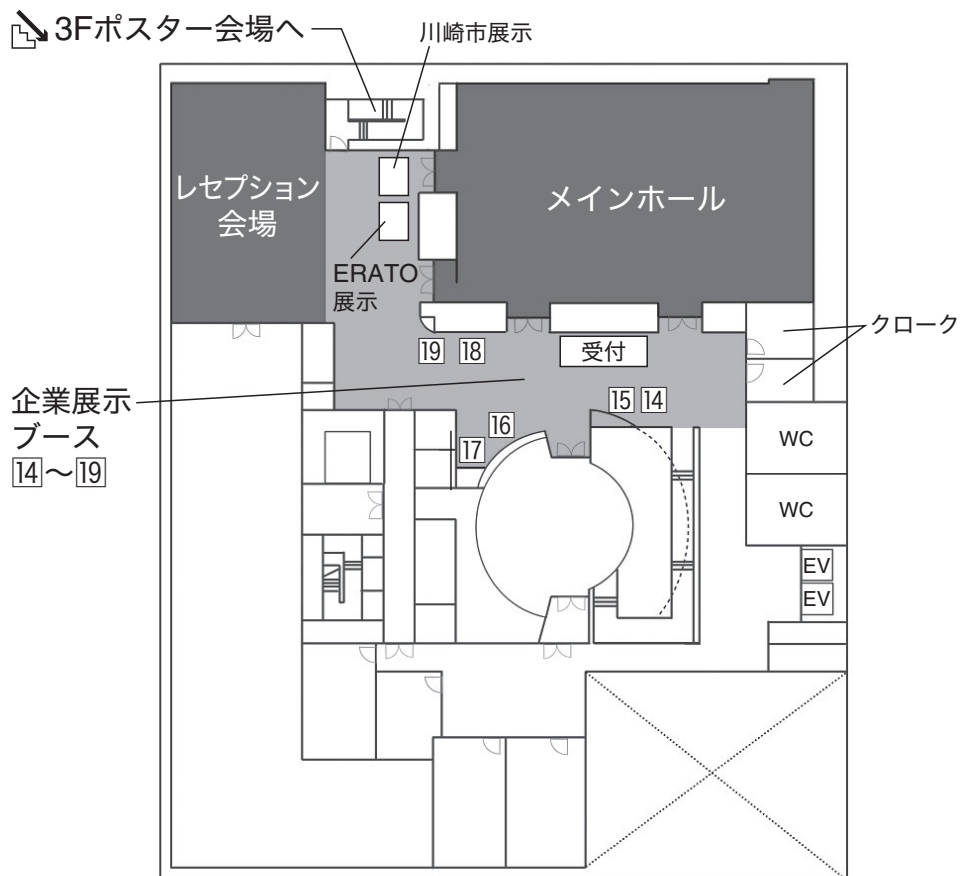 3Fポスター会場へ
川崎市展示
レセプション
会場
メインホール
ERATO
展示
クローク
19 18
受付
企業展示
ブース
14～19
15 14
16
17
WC
WC
EV
EV